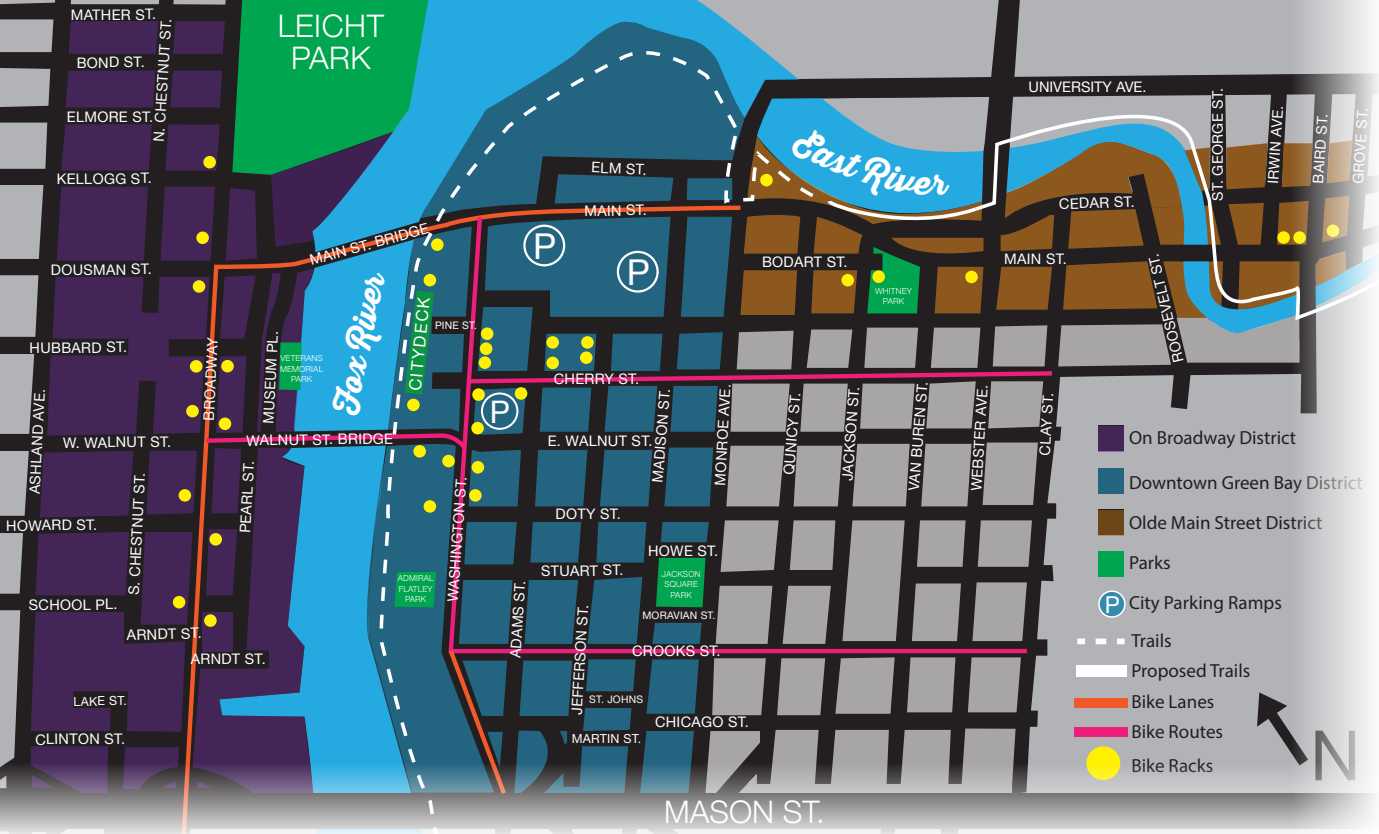 MATHER ST.
N. CHESTNUT ST.
LEICHT
PARK
BOND ST.
ELMORE ST.
KELLOGG ST.
DOUSMAN ST.
HUBBARD ST.
ASHLAND AVE.
BROADWAY
MUSEUM PL.
VETERANS
MEMORIAL
PARK
W. WALNUT ST.
WALNUT ST. BRIDGE
PEARL ST.
S. CHESTNUT ST.
HOWARD ST.
SCHOOL PL.
ARNDT ST.
ARNDT ST.
LAKE ST.
CLINTON ST.
MAIN ST. BRIDGE
Fox River
CITYDECK
ELM ST.
MAIN ST.
P
P
PINE ST.
CHERRY ST.
P
E. WALNUT ST.
WASHINGTON ST.
DOTY ST.
STUART ST.
HOWE ST.
ADMIRAL
FLATLEY
PARK
JACKSON
SQUARE
PARK
MORAVIAN ST.
ADAMS ST.
JEFFERSON ST.
CROOKS ST.
ST. JOHNS
CHICAGO ST.
MARTIN ST.
MADISON ST.
MONROE AVE.
QUNICY ST.
JACKSON ST.
VAN BUREN ST.
WEBSTER AVE.
CLAY ST.
UNIVERSITY AVE.
East River
CEDAR ST.
BODART ST.
MAIN ST.
WHITNEY
PARK
ROOSEVELT ST.
ST. GEORGE ST.
IRWIN AVE.
BAIRD ST.
GROVE ST.
On Broadway District
Downtown Green Bay District
Olde Main Street District
Parks
P City Parking Ramps
Trails
Proposed Trails
Bike Lanes
Bike Routes
Bike Racks
N
MASON ST.